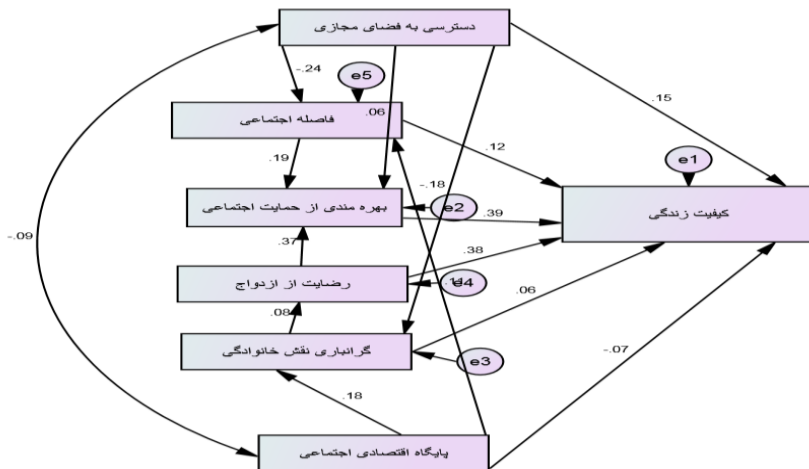 دسترسی به فضای مجازی
-.24
e5
.15
.06
فاصله اجتماعی
.12
.19
e1
-.18
بهره مندی از حمایت اجتماعی
e2
.39
کیفیت زندگی
-.09
.37
.38
رضایت از ازدواج
e4
.08
.06
گرانباری نقش خانوادگی
e3
-.07
.18
پایگاه اقتصادی اجتماعی